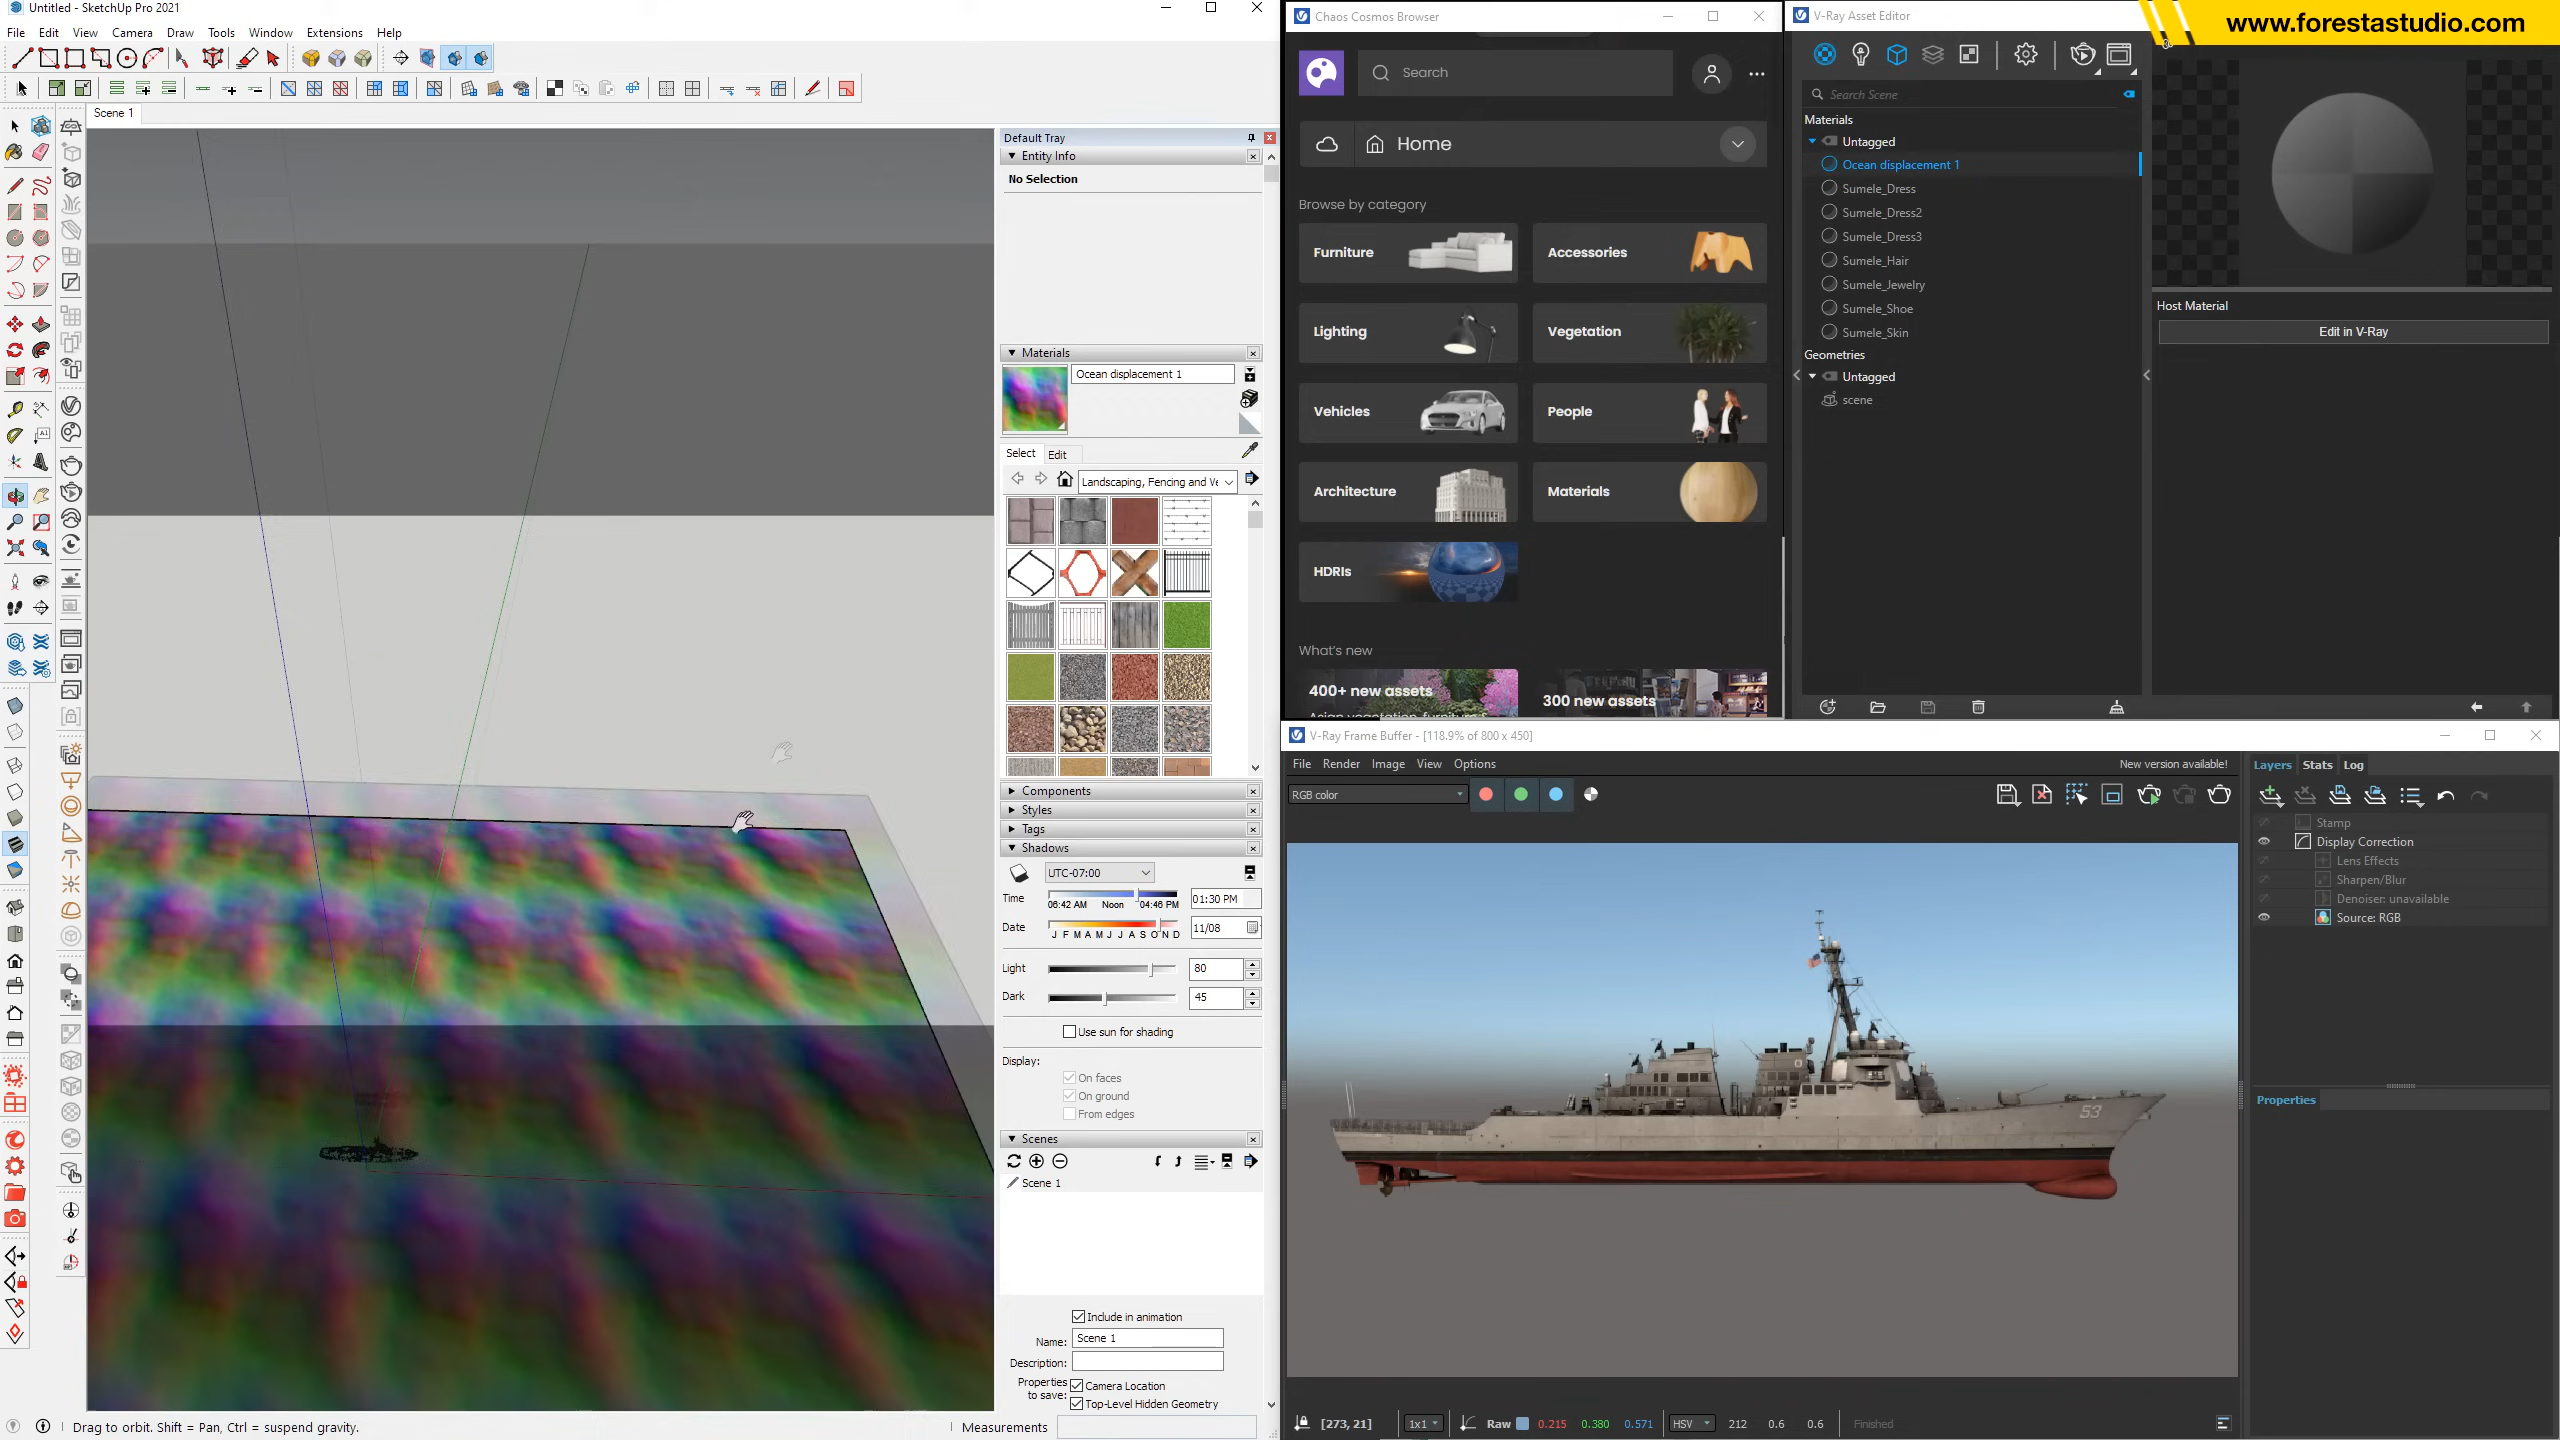 Untitled - SketchUp Pro 2021
File Edit View Camera Draw Tools Window Extensions Help
Scene 1
Default Tray
Entity Info
No Selection
Materials
Ocean displacement 1
Select Edit
Landscaping, Fencing and Ve
Components
Styles
Tags
Shadows
UTC-07:00
Time
06:42 AM Noon 04:46 PM
01:30 PM
Date
J F M A M J J A S O N D
11/08
Light
80
Dark
45
Use sun for shading
Display:
On faces
On ground
From edges
Scenes
Scene 1
Include in animation
Name: Scene 1
Description:
Properties to save:
Camera Location
Top-Level Hidden Geometry
Drag to orbit. Shift = Pan, Ctrl = suspend gravity.
Measurements
Chaos Cosmos Browser
Search
Home
Browse by category
Furniture
Accessories
Lighting
Vegetation
Vehicles
People
Architecture
Materials
HDRIs
What's new
400+ new assets
300 new assets
V-Ray Asset Editor
www.forestastudio.com
Search Scene
Materials
Untagged
Ocean displacement 1
Sumele_Dress
Sumele_Dress2
Sumele_Dress3
Sumele_Hair
Sumele_Jewelry
Sumele_Shoe
Sumele_Skin
Geometries
Untagged
scene
Host Material
Edit in V-Ray
V-Ray Frame Buffer - [118.9% of 800 x 450]
File Render Image View Options
New version available!
RGB color
Layers Stats Log
Stamp
Display Correction
Lens Effects
Sharpen/Blur
Denoiser: unavailable
Source: RGB
Properties
53
[273, 21]
1x1
Raw 0.215 0.380 0.571
HSV 212 0.6 0.6
Finished